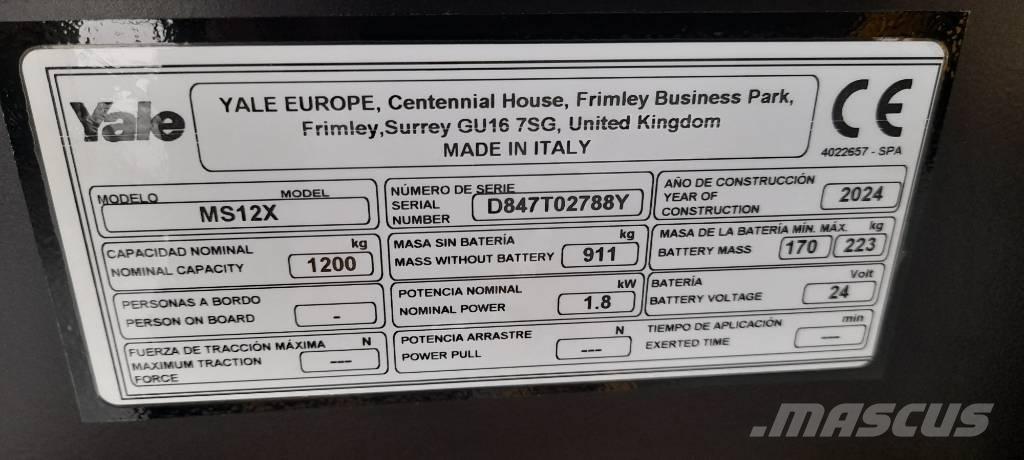 Yale
YALE EUROPE, Centennial House, Frimley Business Park,
Frimley,Surrey GU16 7SG, United Kingdom
MADE IN ITALY
CE
4022657 - SPA
MODELO MODEL
MS12X
NÚMERO DE SERIE
SERIAL
NUMBER
D847T02788Y
AÑO DE CONSTRUCCIÓN
YEAR OF
CONSTRUCTION
2024
CAPACIDAD NOMINAL kg
NOMINAL CAPACITY 1200
MASA SIN BATERÍA kg
MASS WITHOUT BATTERY 911
MASA DE LA BATERÍA MÍN. MÁX. kg
BATTERY MASS 170 223
PERSONAS A BORDO
PERSON ON BOARD -
POTENCIA NOMINAL kW
NOMINAL POWER 1.8
BATERÍA Volt
BATTERY VOLTAGE 24
FUERZA DE TRACCIÓN MÁXIMA N
MAXIMUM TRACTION
FORCE ---
POTENCIA ARRASTRE N
POWER PULL ---
TIEMPO DE APLICACIÓN min
EXERTED TIME ---
.MASCUS